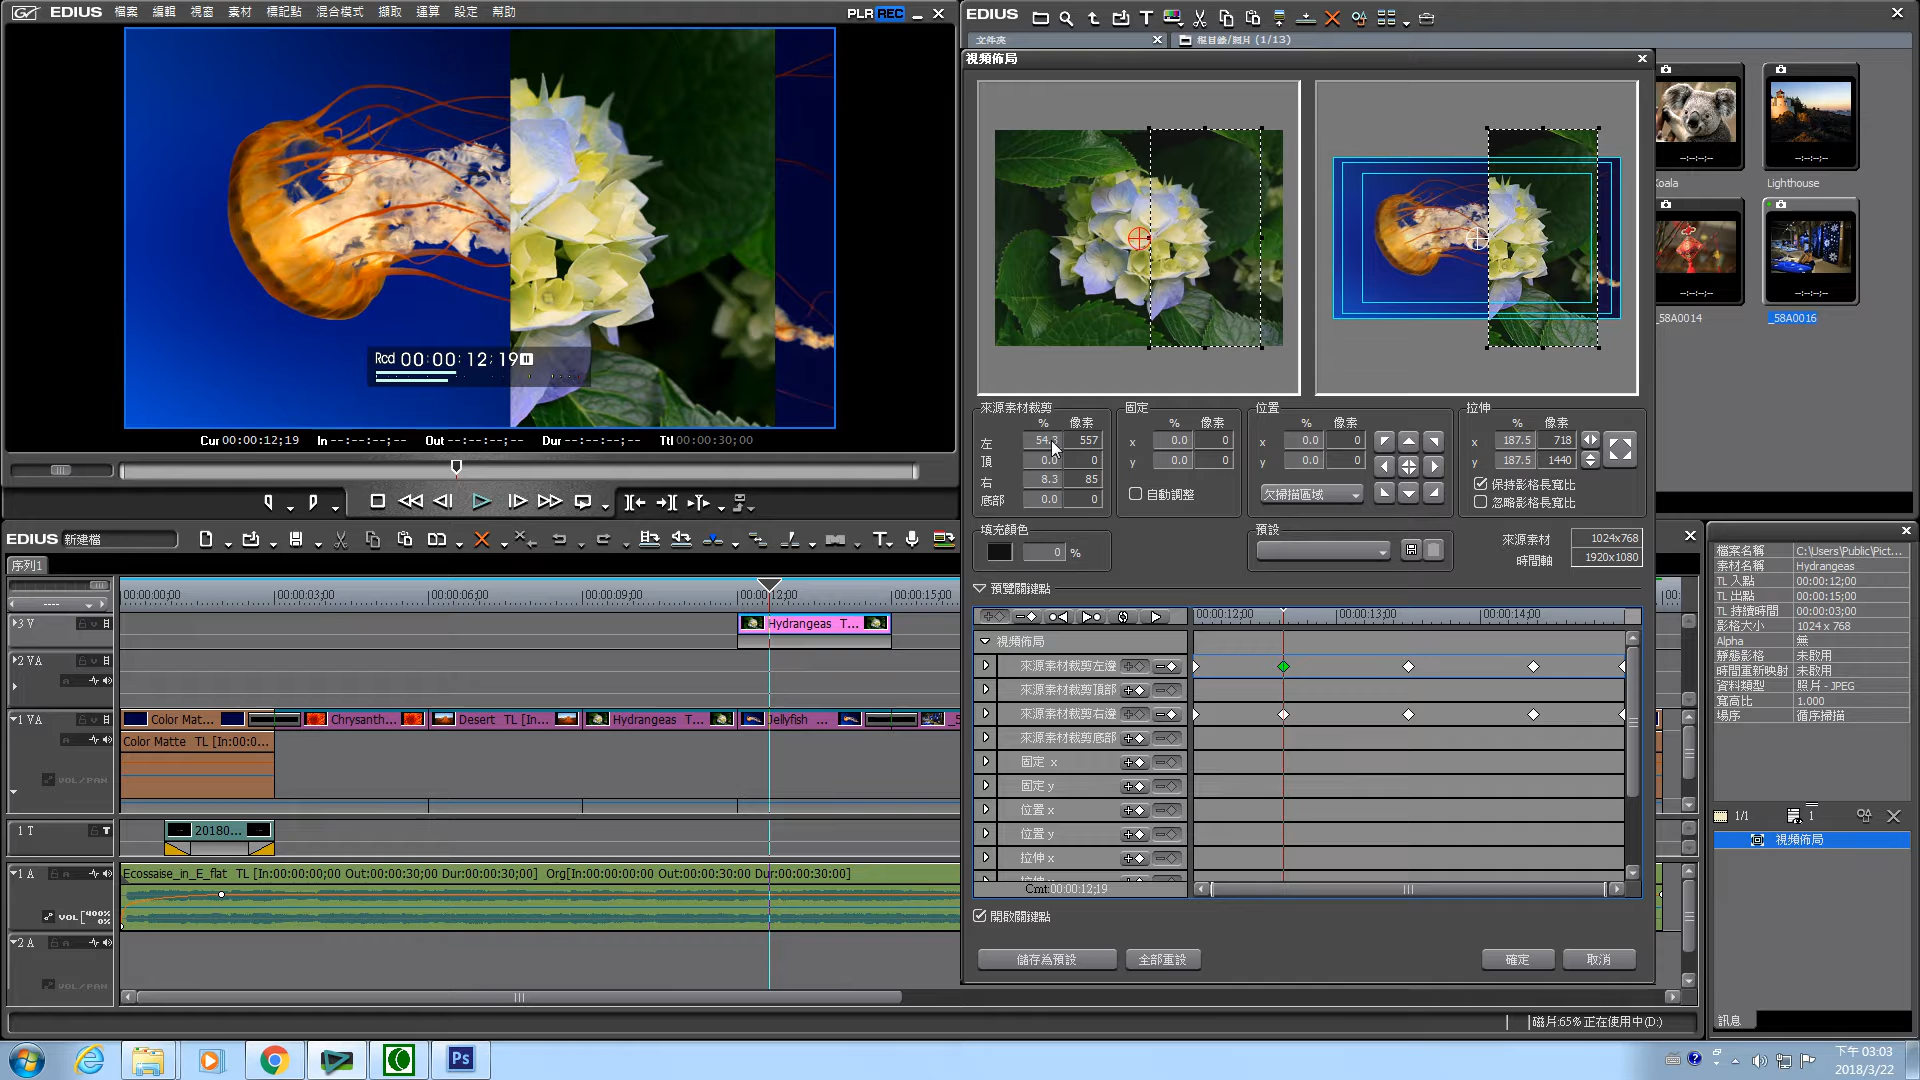 EDIUS 檔案 編輯 視窗 素材 標記點 混合模式 擷取 運算 設定 幫助
PLR REC
Rcd 00:00:12;19
Cur 00:00:12;19 In --:--:--;-- Out --:--:--;-- Dur --:--:--;-- Ttl 00:00:30;00
EDIUS
文件夾
根目錄/照片 (1/13)
視頻佈局
Koala
Lighthouse
_58A0014
_58A0016
來源素材裁剪
% 像素
左 54.3 557
頂 0.0 0
右 8.3 85
底部 0.0 0
固定
% 像素
x 0.0 0
y 0.0 0
自動調整
位置
% 像素
x 0.0 0
y 0.0 0
欠掃描區域
拉伸
% 像素
x 187.5 718
y 187.5 1440
保持影格長寬比
忽略影格長寬比
填充顏色
0 %
預設
來源素材 1024x768
時間軸 1920x1080
預覽關鍵點
00:00:12;00 00:00:13;00 00:00:14;00
視頻佈局
來源素材裁剪左邊
來源素材裁剪頂部
來源素材裁剪右邊
來源素材裁剪底部
固定 x
固定 y
位置 x
位置 y
拉伸 x
Crnt:00:00:12;19
開啟關鍵點
儲存為預設
全部重設
確定
取消
EDIUS 新建檔
序列1
00:00:00;00 00:00:03;00 00:00:06;00 00:00:09;00 00:00:12;00 00:00:15;00
3 V
Hydrangeas T...
2 VA
1 VA
Color Mat... Chrysanth... Desert TL [In... Hydrangeas T... Jellyfish ...
Color Matte TL [In:00:0...
VOL/PAN
1 T
20180...
1 A
Ecossaise_in_E_flat TL [In:00:00:00;00 Out:00:00:30;00 Dur:00:00:30;00] Org[In:00:00:00;00 Out:00:00:30;00 Dur:00:00:30;00]
VOL [400% 0%
2 A
VOL/PAN
檔案名稱 C:\Users\Public\Pict...
素材名稱 Hydrangeas
TL 入點 00:00:12;00
TL 出點 00:00:15;00
TL 持續時間 00:00:03;00
影格大小 1024 x 768
Alpha 無
靜態影格 未啟用
時間重新映射 未啟用
資料類型 照片 - JPEG
寬高比 1.000
場序 循序掃描
1/1 1
視頻佈局
訊息
磁片:65% 正在使用中(D:)
Ps
下午 03:03
2018/3/22